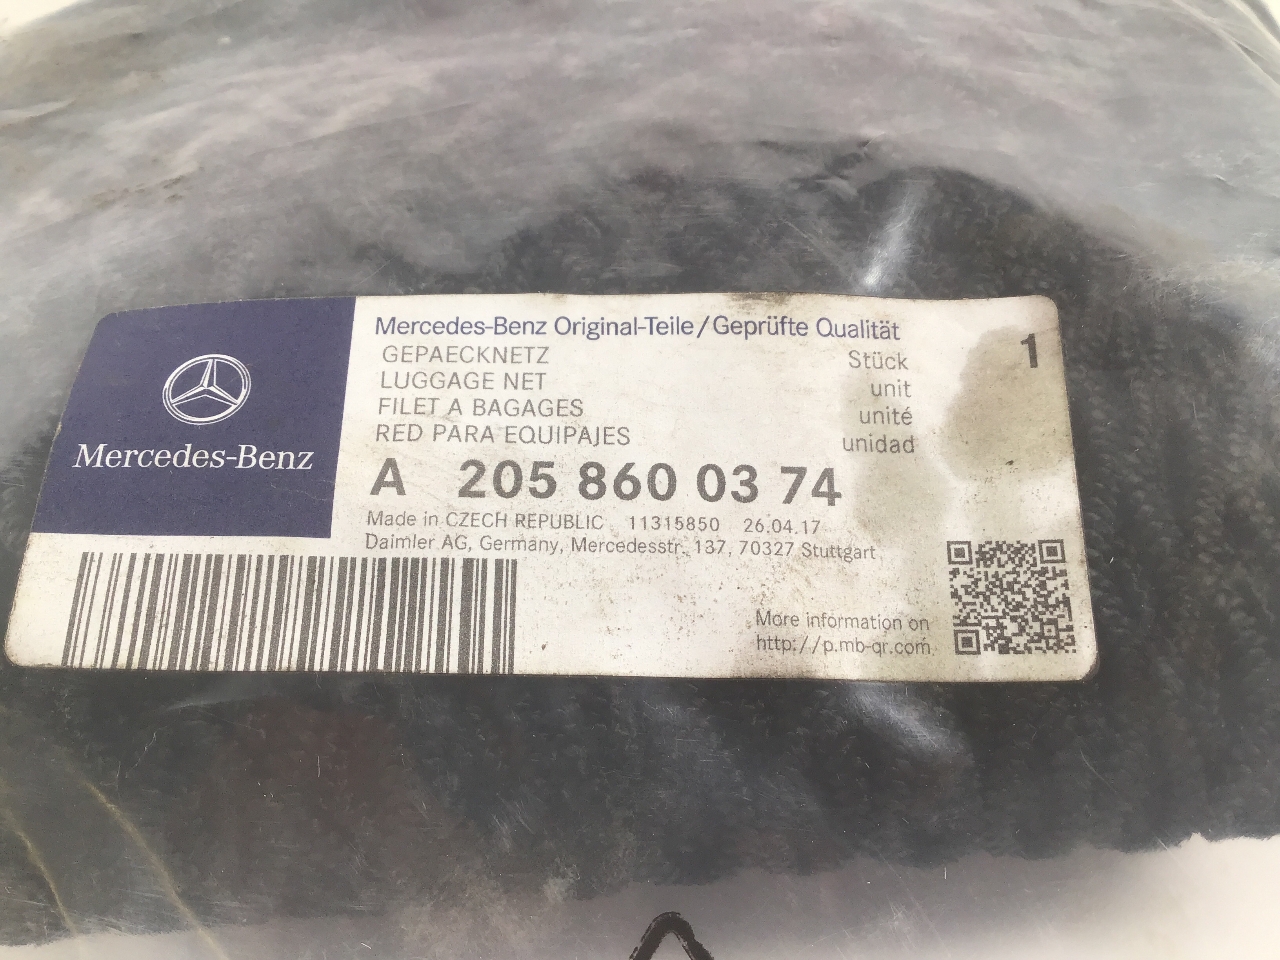 Mercedes-Benz
Mercedes-Benz Original-Teile/Geprüfte Qualität
GEPAECKNETZ Stück 1
LUGGAGE NET unit
FILET A BAGAGES unité
RED PARA EQUIPAJES unidad
A 205 860 03 74
Made in CZECH REPUBLIC 11315850 26.04.17
Daimler AG, Germany, Mercedesstr. 137, 70327 Stuttgart
More information on
http://p.mb-qr.com